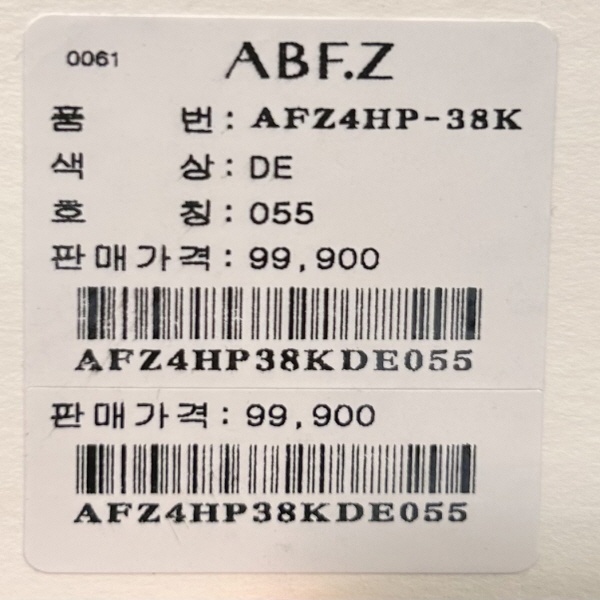 0061 ABF.Z
품 번 : AFZ4HP-38K
색 상 : DE
호 칭 : 055
판매가격 : 99,900
AFZ4HP38KDE055
판매가격 : 99,900
AFZ4HP38KDE055